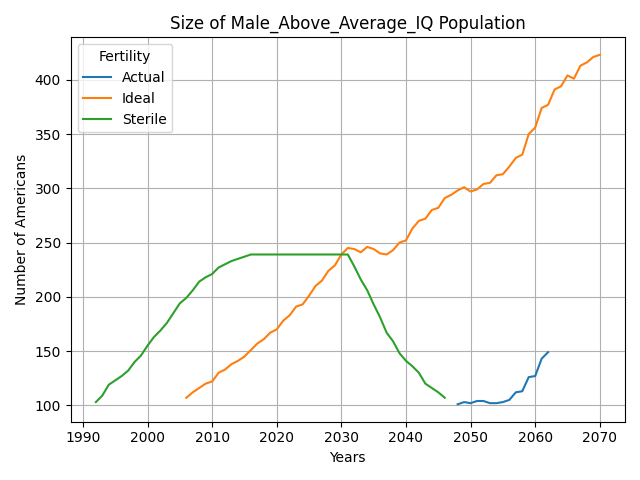 Size of Male_Above_Average_IQ Population
Fertility
Actual
Ideal
Sterile
Number of Americans
400
350
300
250
200
150
100
1990 2000 2010 2020 2030 2040 2050 2060 2070
Years